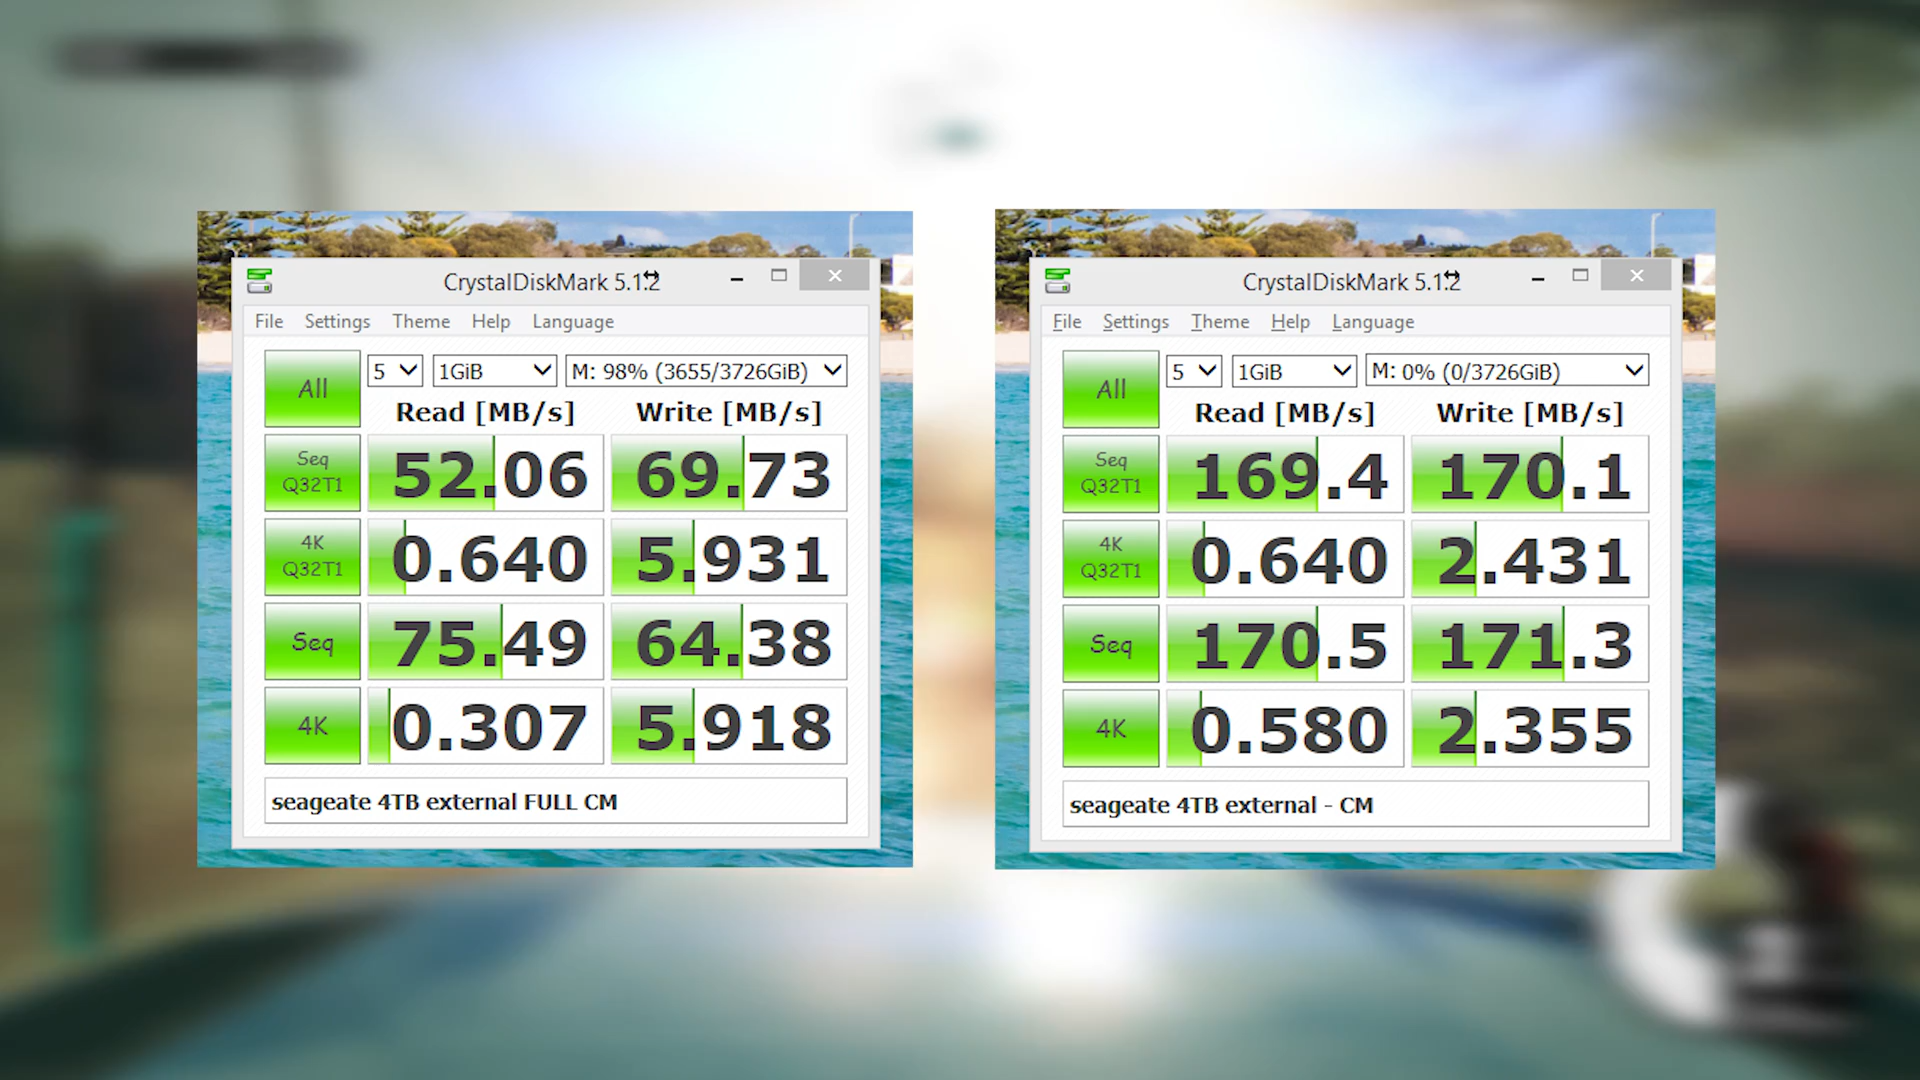 CrystalDiskMark 5.1.2
File Settings Theme Help Language
All 5 1GiB M: 98% (3655/3726GiB)
Read [MB/s] Write [MB/s]
Seq Q32T1 52.06 69.73
4K Q32T1 0.640 5.931
Seq 75.49 64.38
4K 0.307 5.918
seageate 4TB external FULL CM
CrystalDiskMark 5.1.2
File Settings Theme Help Language
All 5 1GiB M: 0% (0/3726GiB)
Read [MB/s] Write [MB/s]
Seq Q32T1 169.4 170.1
4K Q32T1 0.640 2.431
Seq 170.5 171.3
4K 0.580 2.355
seageate 4TB external - CM